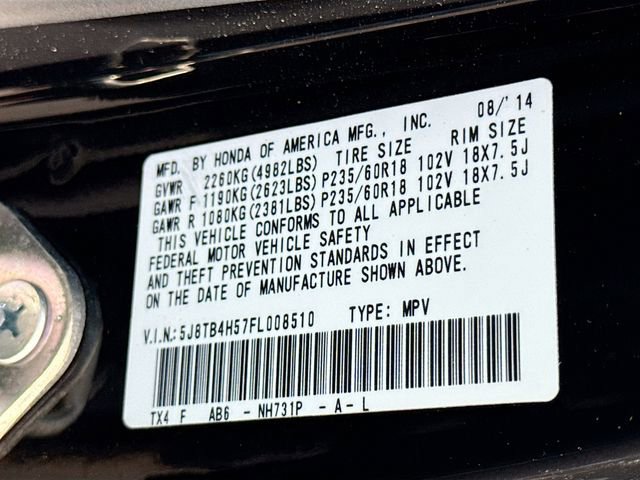 MFD. BY HONDA OF AMERICA MFG., INC. 08/'14
GVWR 2260KG(4982LBS) TIRE SIZE RIM SIZE
GAWR F 1190KG(2623LBS) P235/60R18 102V 18X7.5J
GAWR R 1080KG(2381LBS) P235/60R18 102V 18X7.5J
THIS VEHICLE CONFORMS TO ALL APPLICABLE
FEDERAL MOTOR VEHICLE SAFETY
AND THEFT PREVENTION STANDARDS IN EFFECT
ON THE DATE OF MANUFACTURE SHOWN ABOVE.
V.I.N.: 5J8TB4H57FL008510 TYPE: MPV
TX4 F AB6 - NH731P - A - L